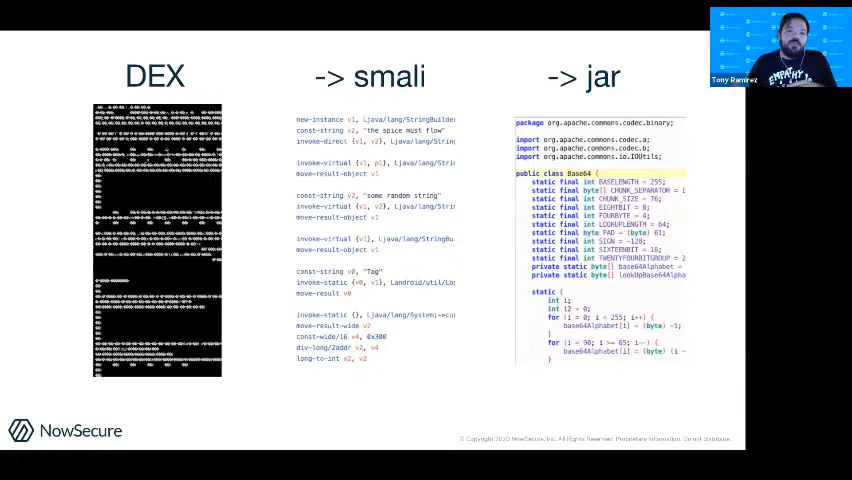 DEX
-> smali
-> jar
new-instance v1, Ljava/lang/StringBuilde
const-string v2, "the spice must flow"
invoke-direct {v1, v2}, Ljava/lang/String
invoke-virtual {v1, p1}, Ljava/lang/Stri
move-result-object v1
const-string v2, "some random string"
invoke-virtual {v1, v2}, Ljava/lang/Stri
move-result-object v1
invoke-virtual {v1}, Ljava/lang/StringBu
move-result-object v1
const-string v0, "Tag"
invoke-static {v0, v1}, Landroid/util/Lo
move-result v0
invoke-static {}, Ljava/lang/System;->cu
move-result-wide v2
const-wide/16 v4, 0x300
div-long/2addr v2, v4
long-to-int v2, v2
package org.apache.commons.codec.binary;
import org.apache.commons.codec.a;
import org.apache.commons.codec.b;
import org.apache.commons.io.IOUtils;
public class Base64 {
static final int BASELENGTH = 255;
static final byte[] CHUNK_SEPARATOR =
static final int CHUNK_SIZE = 76;
static final int EIGHTBIT = 8;
static final int FOURBYTE = 4;
static final int LOOKUPLENGTH = 64;
static final byte PAD = (byte) 61;
static final int SIGN = -128;
static final int SIXTEENBIT = 16;
static final int TWENTYFOURBITGROUP = 2
private static byte[] base64Alphabet =
private static byte[] lookUpBase64Alpha
static {
int i;
int i2 = 0;
for (i = 0; i < 255; i++) {
base64Alphabet[i] = (byte) -1;
}
for (i = 90; i >= 65; i--) {
base64Alphabet[i] = (byte) (i -
}
Tony Ramirez
EMPATHY
NowSecure
© Copyright 2020 NowSecure, Inc. All Rights Reserved. Proprietary information. Do not distribute.